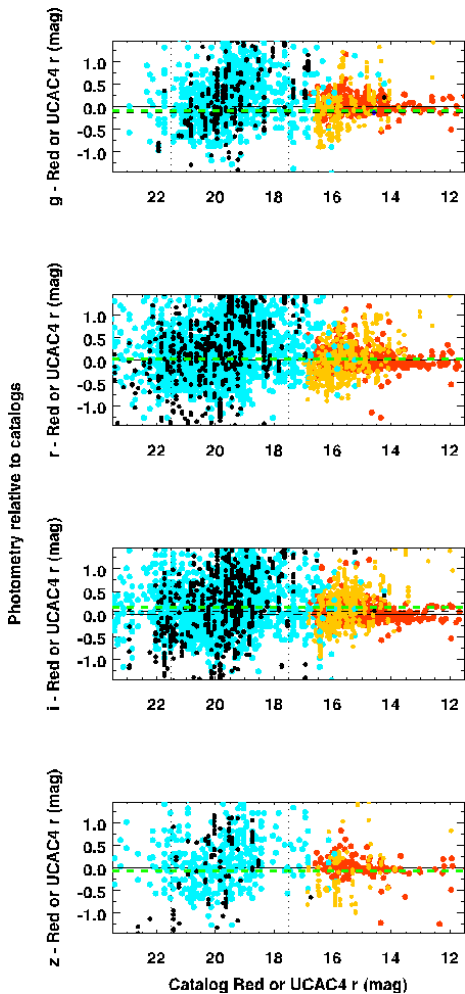 Photometry relative to catalogs
g - Red or UCAC4 r (mag)
1.0
0.5
0.0
-0.5
-1.0
22 20 18 16 14 12
r - Red or UCAC4 r (mag)
1.0
0.5
0.0
-0.5
-1.0
22 20 18 16 14 12
i - Red or UCAC4 r (mag)
1.0
0.5
0.0
-0.5
-1.0
22 20 18 16 14 12
z - Red or UCAC4 r (mag)
1.0
0.5
0.0
-0.5
-1.0
22 20 18 16 14 12
Catalog Red or UCAC4 r (mag)